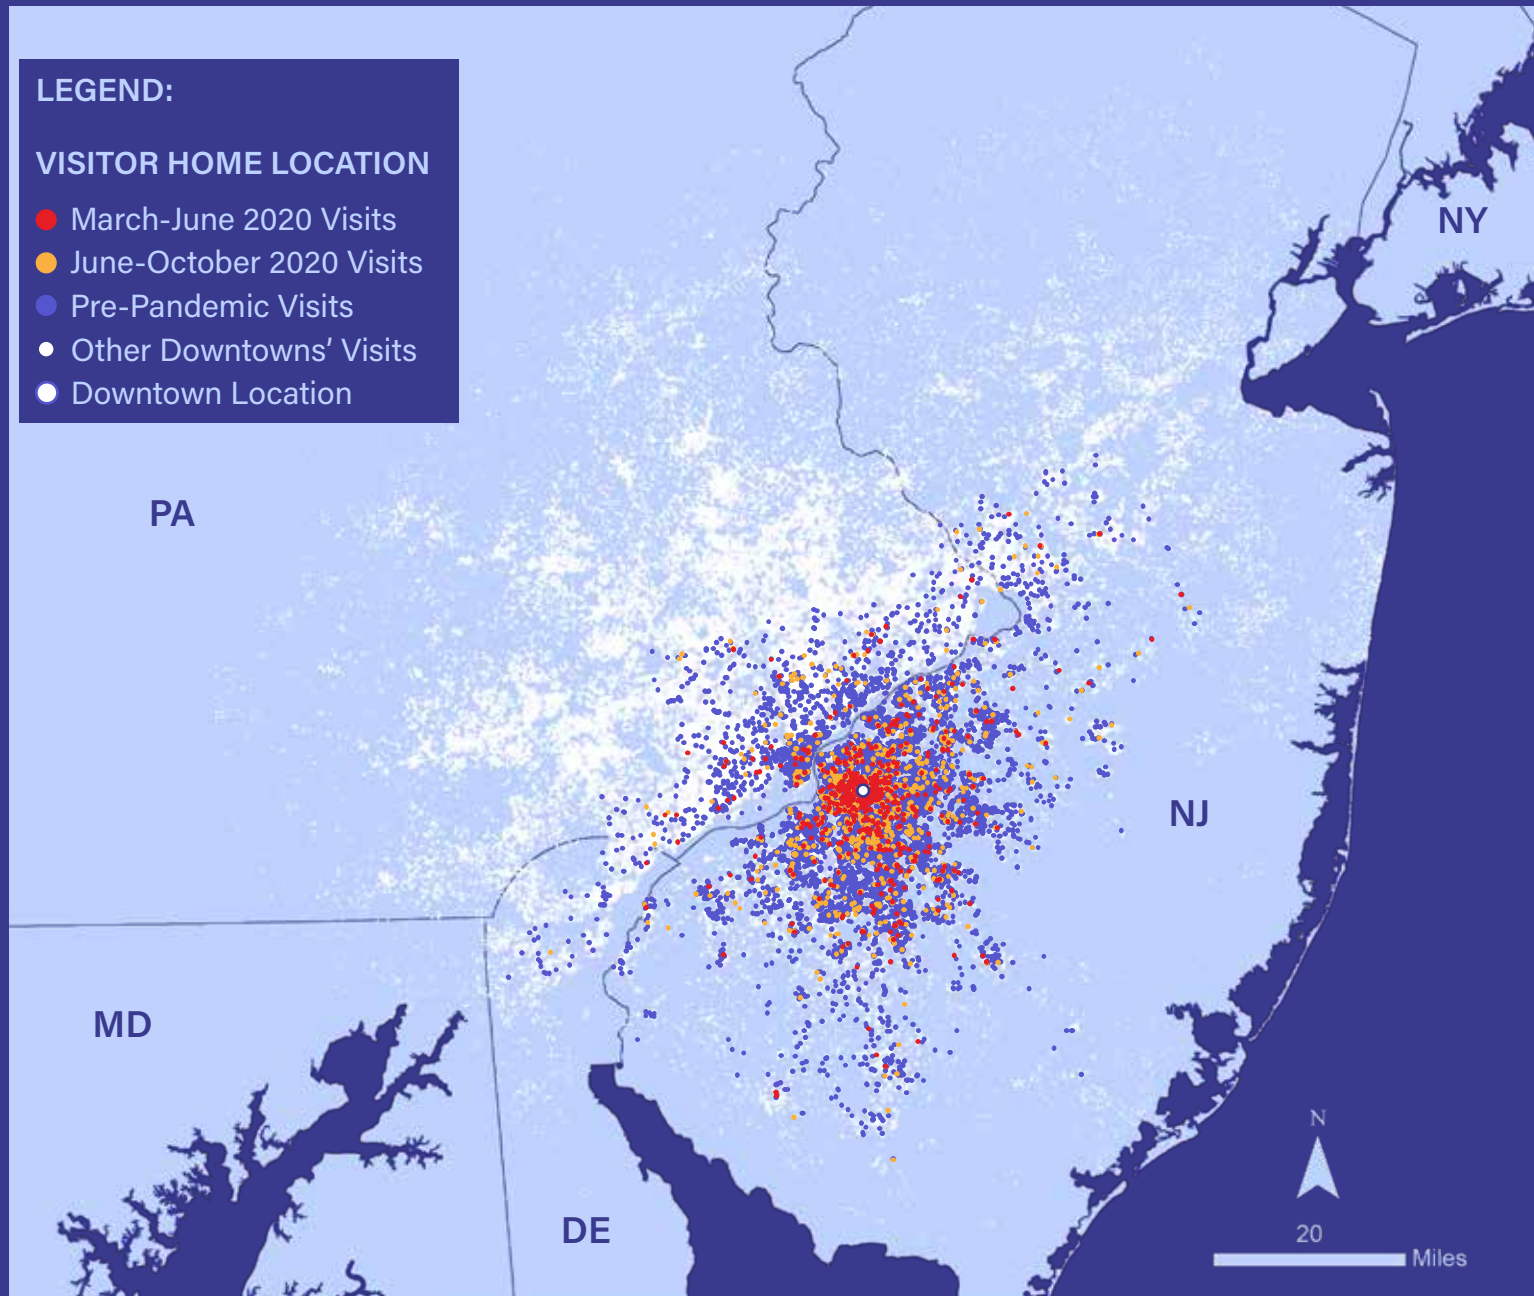 LEGEND:
VISITOR HOME LOCATION
March-June 2020 Visits
June-October 2020 Visits
Pre-Pandemic Visits
Other Downtowns’ Visits
Downtown Location
NY
PA
NJ
MD
DE
N
20
Miles